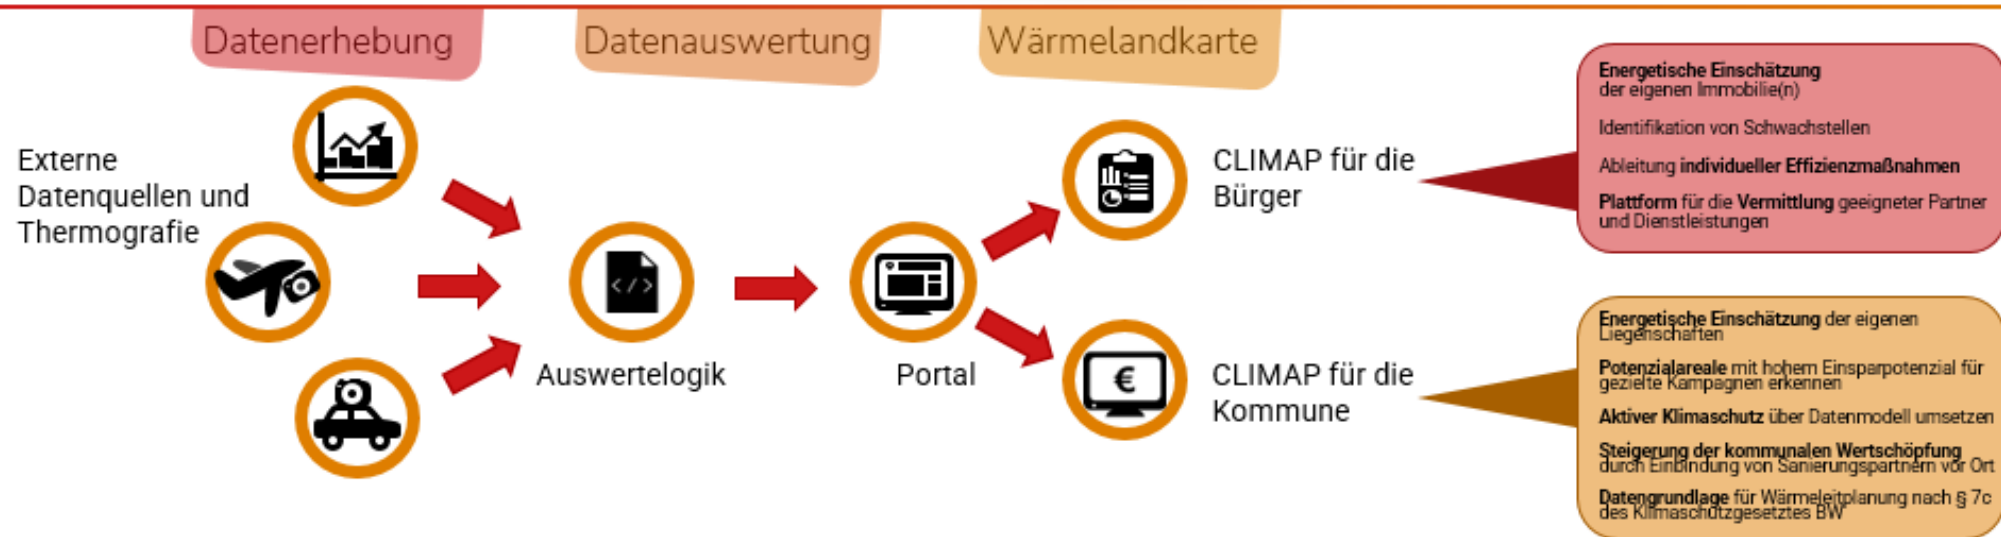 Datenerhebung
Datenauswertung
Wärmelandkarte
Externe
Datenquellen und
Thermografie
</>
Auswertelogik
Portal
CLIMAP für die
Bürger
€
CLIMAP für die
Kommune
Energetische Einschätzung
der eigenen Immobilie(n)
Identifikation von Schwachstellen
Ableitung individueller Effizienzmaßnahmen
Plattform für die Vermittlung geeigneter Partner
und Dienstleistungen
Energetische Einschätzung der eigenen
Liegenschaften
Potenzialareale mit hohem Einsparpotenzial für
gezielte Kampagnen erkennen
Aktiver Klimaschutz über Datenmodell umsetzen
Steigerung der kommunalen Wertschöpfung
durch Einbindung von Sanierungspartnern vor Ort
Datengrundlage für Wärmeleitplanung nach § 7c
des Klimaschutzgesetztes BW